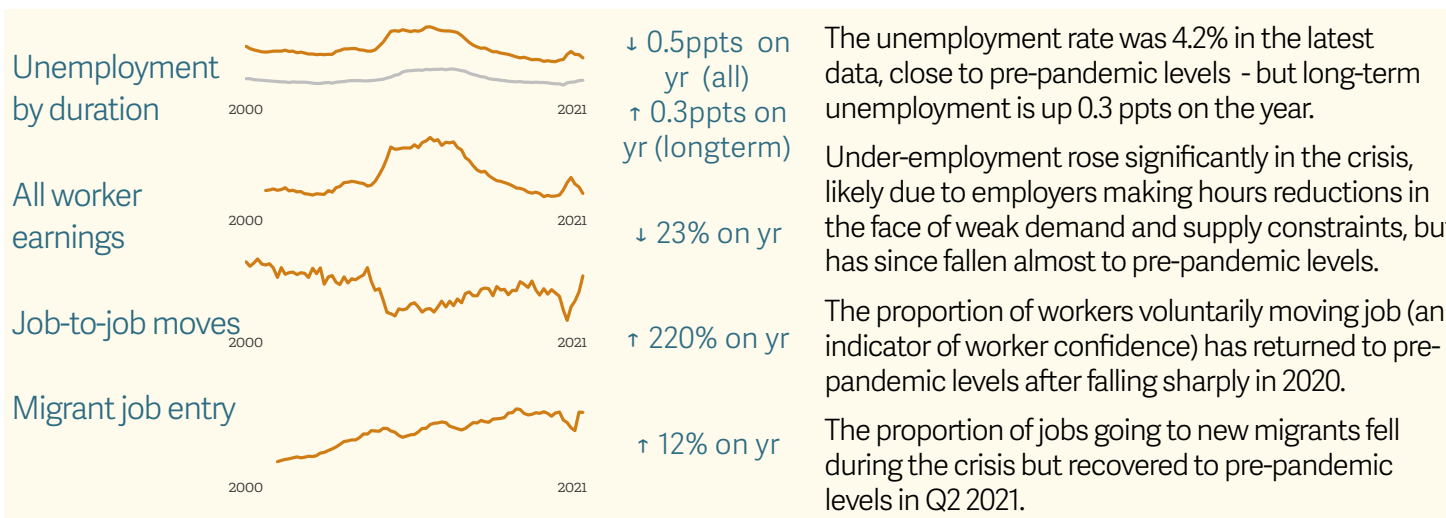 Unemployment
by duration
2000
2021
↓ 0.5ppts on
yr (all)
↑ 0.3ppts on
yr (longterm)
The unemployment rate was 4.2% in the latest
data, close to pre-pandemic levels - but long-term
unemployment is up 0.3 ppts on the year.
All worker
earnings
2000
2021
↓ 23% on yr
Under-employment rose significantly in the crisis,
likely due to employers making hours reductions in
the face of weak demand and supply constraints, but
has since fallen almost to pre-pandemic levels.
Job-to-job moves
2000
2021
↑ 220% on yr
The proportion of workers voluntarily moving job (an
indicator of worker confidence) has returned to pre-
pandemic levels after falling sharply in 2020.
Migrant job entry
2000
2021
↑ 12% on yr
The proportion of jobs going to new migrants fell
during the crisis but recovered to pre-pandemic
levels in Q2 2021.